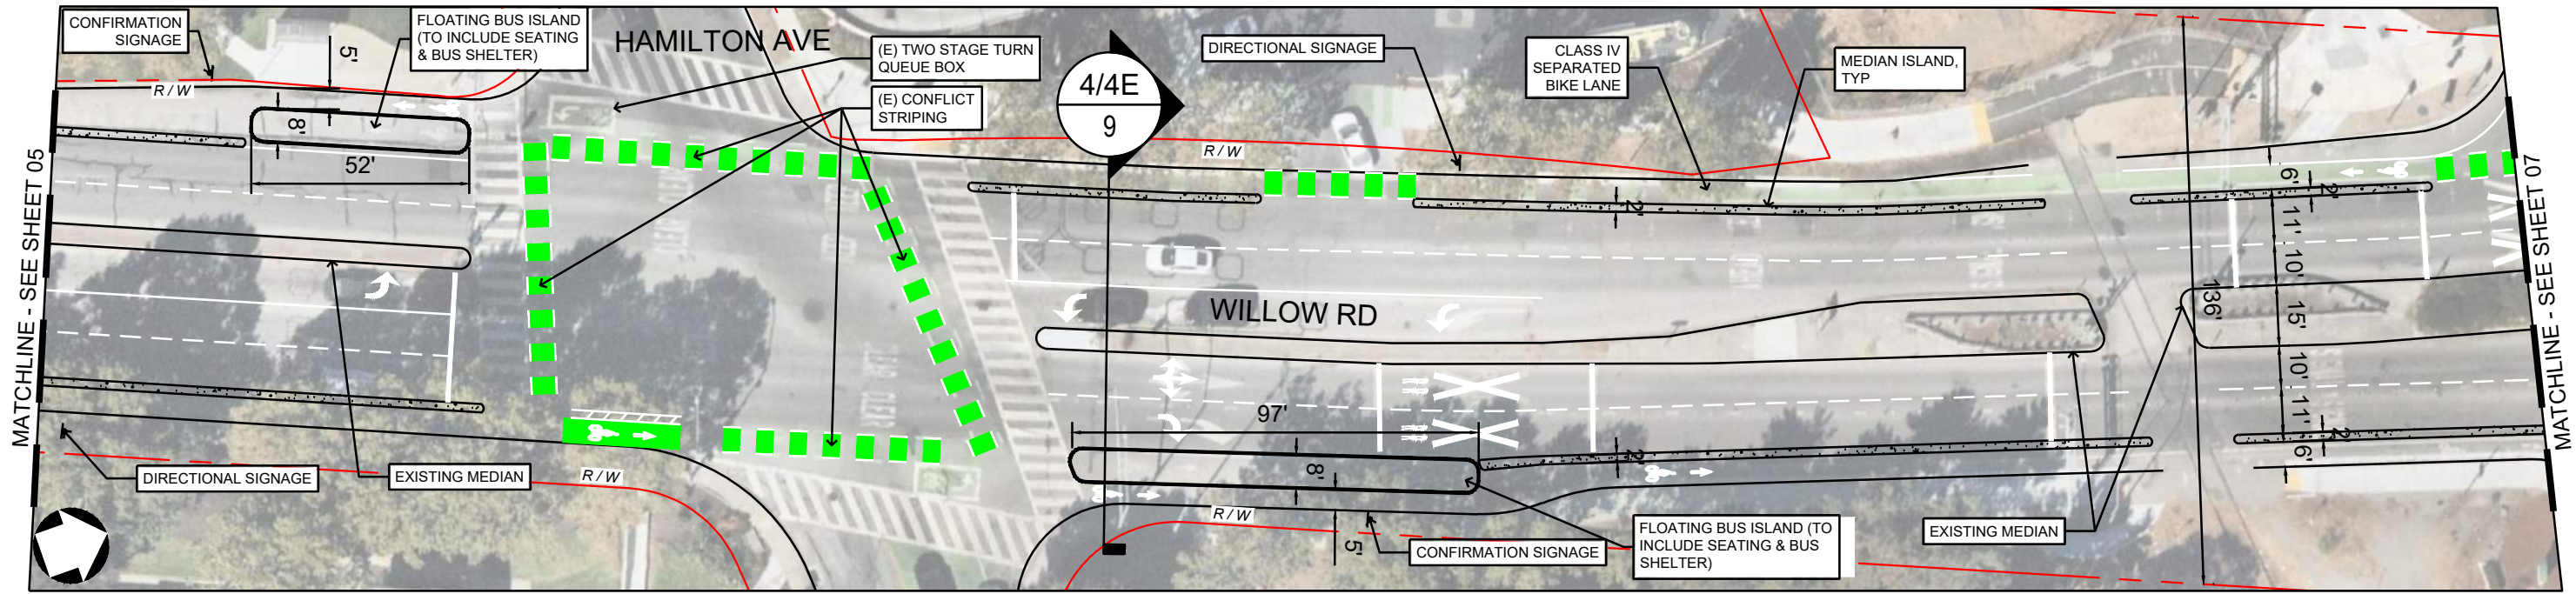 CONFIRMATION
SIGNAGE
5'
FLOATING BUS ISLAND
(TO INCLUDE SEATING
& BUS SHELTER)
HAMILTON AVE
(E) TWO STAGE TURN
QUEUE BOX
(E) CONFLICT
STRIPING
4/4E
9
DIRECTIONAL SIGNAGE
CLASS IV
SEPARATED
BIKE LANE
MEDIAN ISLAND,
TYP
R / W
8'
52'
R / W
2'
6'
2'
11'
10'
15'
10'
11'
2'
6'
136'
MATCHLINE - SEE SHEET 05
MATCHLINE - SEE SHEET 07
WILLOW RD
97'
8'
2'
DIRECTIONAL SIGNAGE
EXISTING MEDIAN
R / W
R / W
5'
CONFIRMATION SIGNAGE
FLOATING BUS ISLAND (TO
INCLUDE SEATING & BUS
SHELTER)
EXISTING MEDIAN